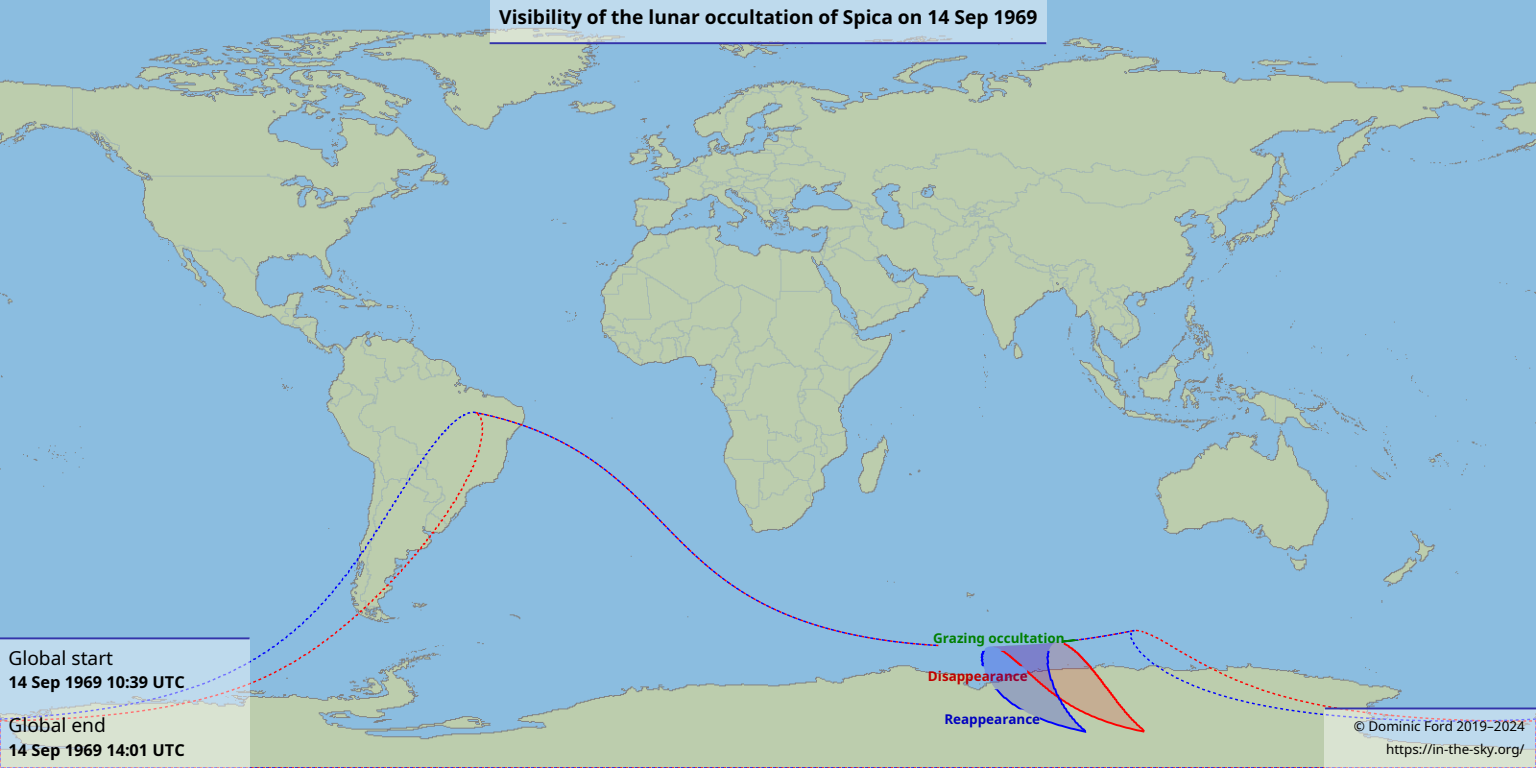 Visibility of the lunar occultation of Spica on 14 Sep 1969
Grazing occultation
Disappearance
Reappearance
Global start
14 Sep 1969 10:39 UTC
Global end
14 Sep 1969 14:01 UTC
© Dominic Ford 2019–2024
https://in-the-sky.org/